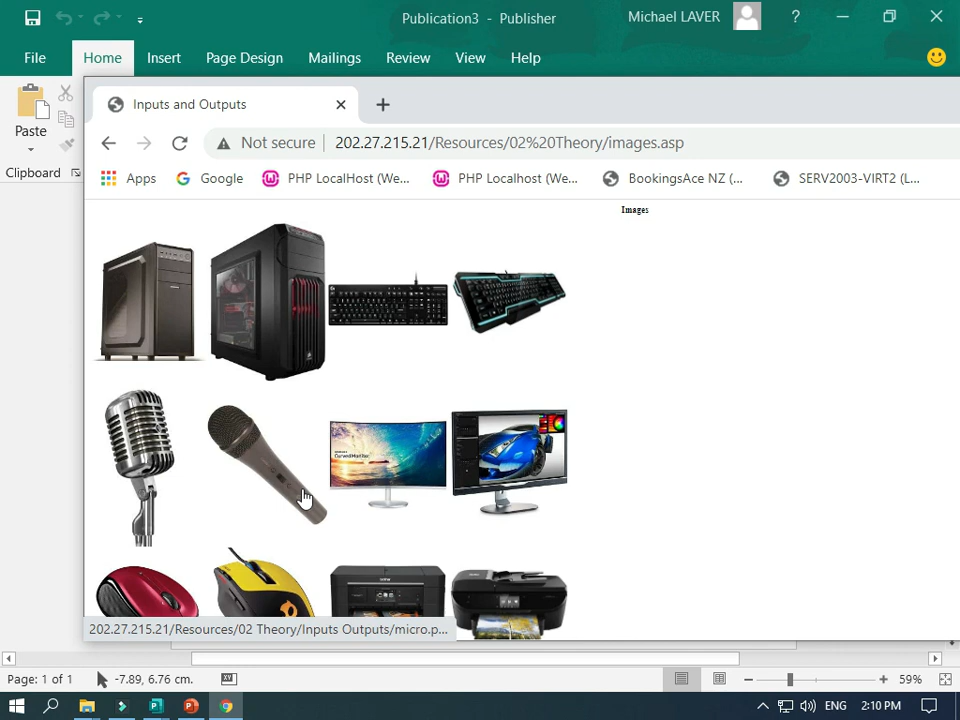 Publication3 - Publisher
Michael LAVER
?
File
Home
Insert
Page Design
Mailings
Review
View
Help
Paste
Clipboard
Inputs and Outputs
Not secure
202.27.215.21/Resources/02%20Theory/images.asp
Apps
Google
PHP LocalHost (We...
PHP Localhost (We...
BookingsAce NZ (...
SERV2003-VIRT2 (L...
Images
202.27.215.21/Resources/02 Theory/Inputs Outputs/micro.p...
Page: 1 of 1
-7.89, 6.76 cm.
59%
ENG
2:10 PM